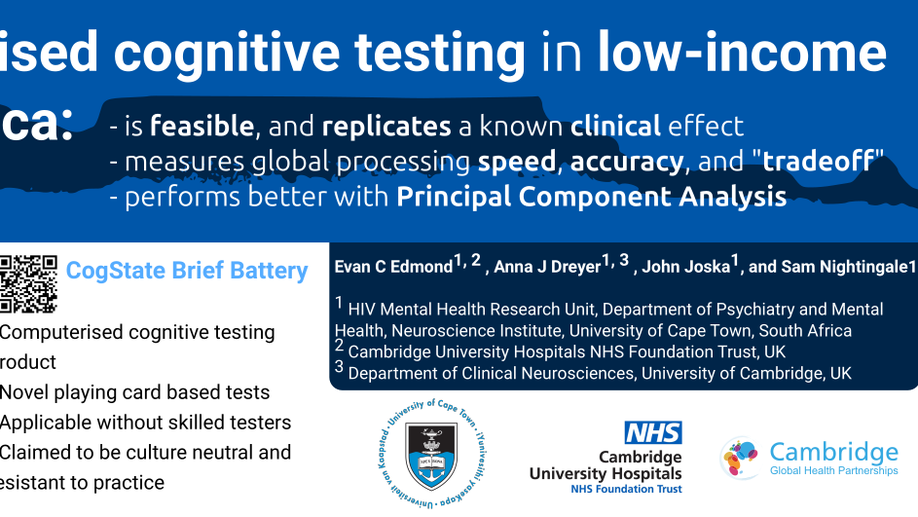 ised cognitive testing in low-income
ca:
- is feasible, and replicates a known clinical effect
- measures global processing speed, accuracy, and "tradeoff"
- performs better with Principal Component Analysis
CogState Brief Battery
Computerised cognitive testing
roduct
Novel playing card based tests
Applicable without skilled testers
Claimed to be culture neutral and
esistant to practice
Evan C Edmond1, 2 , Anna J Dreyer1, 3 , John Joska1, and Sam Nightingale1
1 HIV Mental Health Research Unit, Department of Psychiatry and Mental
Health, Neuroscience Institute, University of Cape Town, South Africa
2 Cambridge University Hospitals NHS Foundation Trust, UK
3 Department of Clinical Neurosciences, University of Cambridge, UK
University of Cape Town · iYunivesithi yaseKapa · Universiteit van Kaapstad ·
NHS
Cambridge
University Hospitals
NHS Foundation Trust
Cambridge
Global Health Partnerships